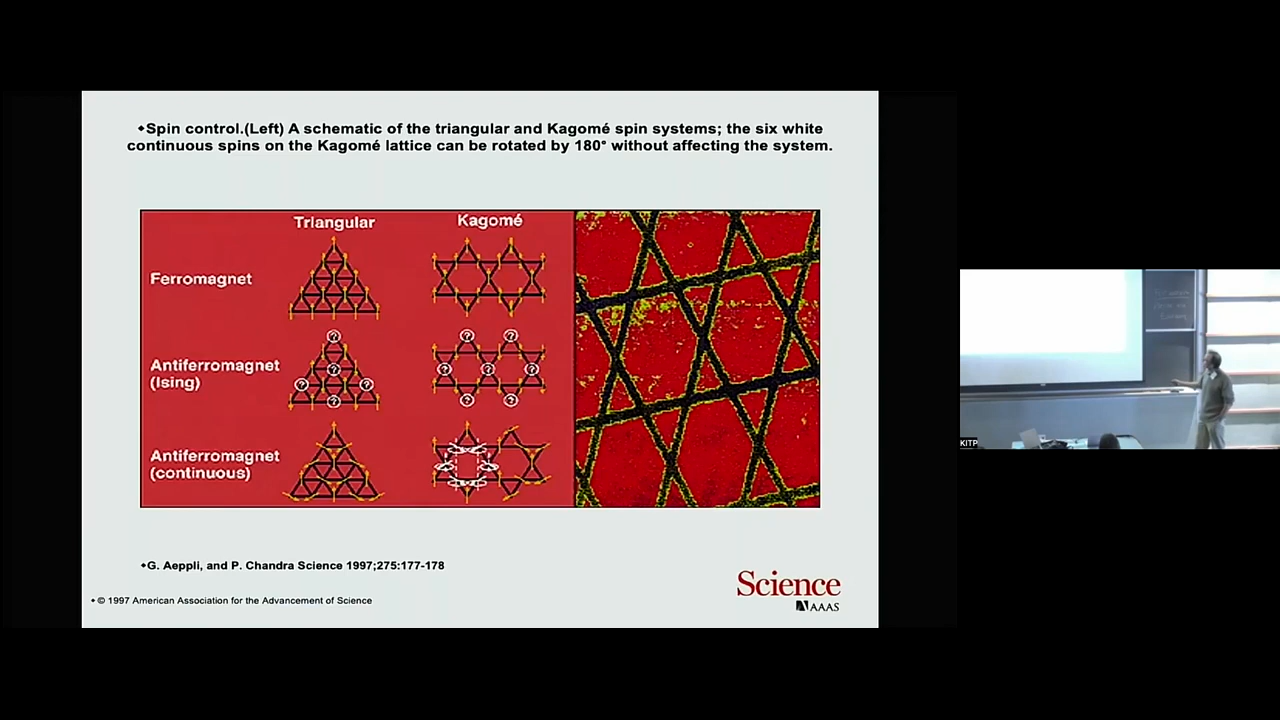 ◆Spin control.(Left) A schematic of the triangular and Kagomé spin systems; the six white
continuous spins on the Kagomé lattice can be rotated by 180° without affecting the system.
Triangular
Kagomé
Ferromagnet
Antiferromagnet
(Ising)
? ? ?
? ? ? ? ? ?
? ? ?
Antiferromagnet
(continuous)
◆G. Aeppli, and P. Chandra Science 1997;275:177-178
◆ © 1997 American Association for the Advancement of Science
Science
AAAS
KITP